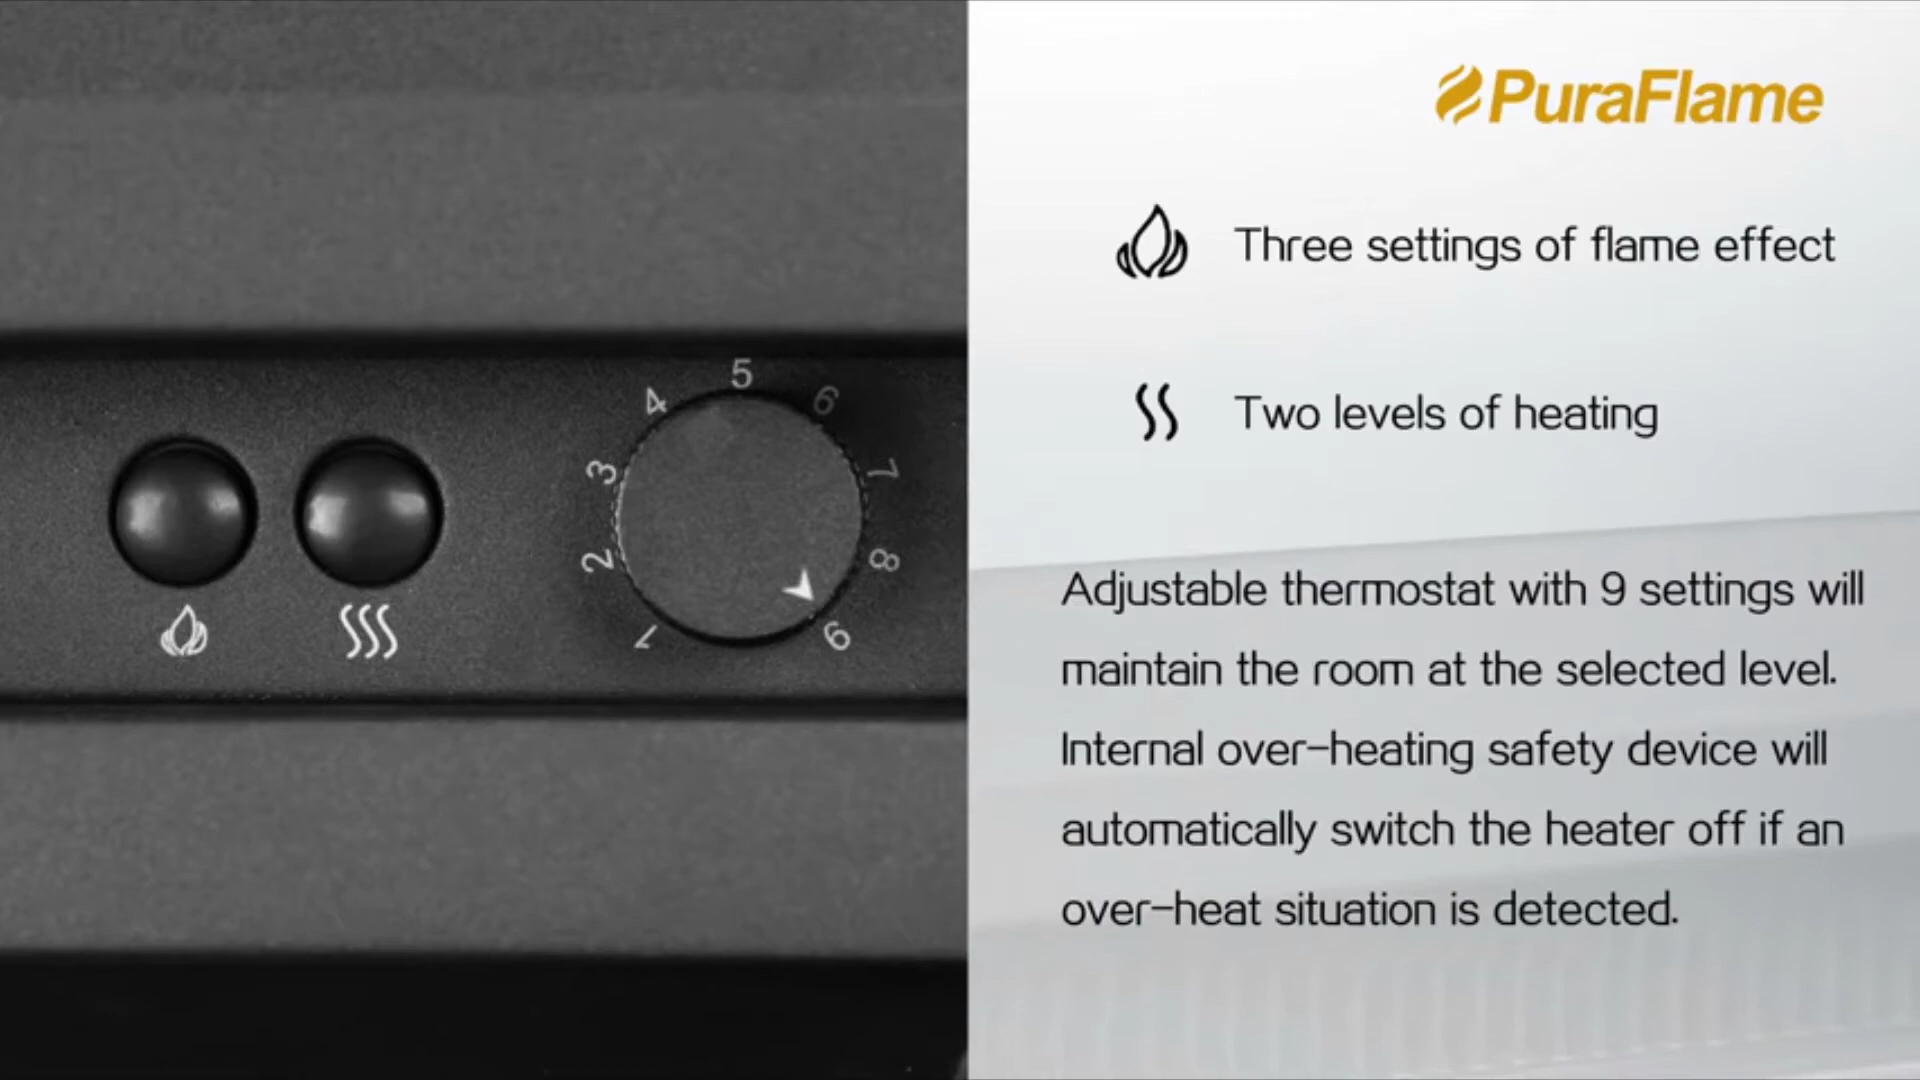 5
4
6
3
7
2
8
1
9
PuraFlame
Three settings of flame effect
Two levels of heating
Adjustable thermostat with 9 settings will
maintain the room at the selected level.
Internal over-heating safety device will
automatically switch the heater off if an
over-heat situation is detected.